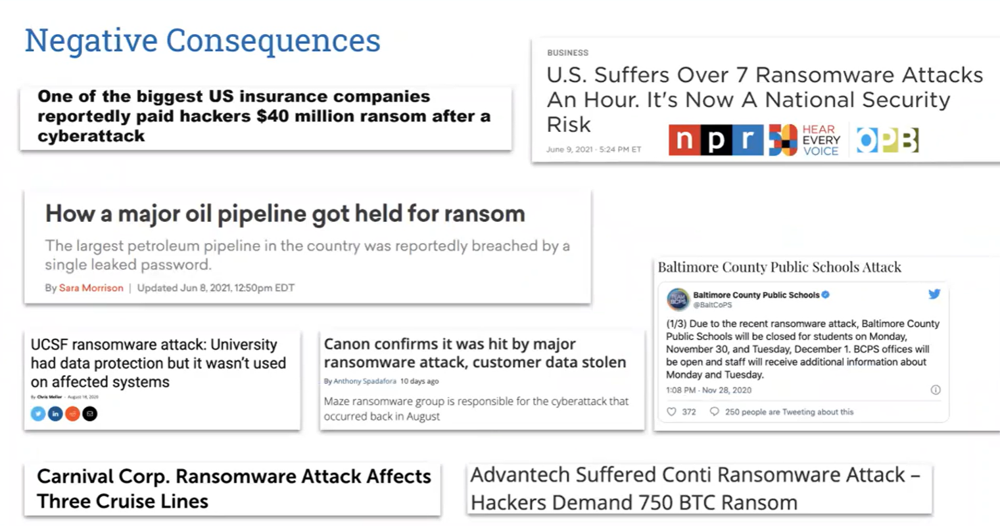 Negative Consequences
One of the biggest US insurance companies
reportedly paid hackers $40 million ransom after a
cyberattack
BUSINESS
U.S. Suffers Over 7 Ransomware Attacks
An Hour. It's Now A National Security
Risk
June 9, 2021 · 5:24 PM ET
npr 50 HEAR EVERY VOICE OPB
How a major oil pipeline got held for ransom
The largest petroleum pipeline in the country was reportedly breached by a
single leaked password.
By Sara Morrison | Updated Jun 8, 2021, 12:50pm EDT
Baltimore County Public Schools Attack
TEAM BCPS
Baltimore County Public Schools
@BaltCoPS
(1/3) Due to the recent ransomware attack, Baltimore County
Public Schools will be closed for students on Monday,
November 30, and Tuesday, December 1. BCPS offices will
be open and staff will receive additional information about
Monday and Tuesday.
1:08 PM · Nov 28, 2020
372 250 people are Tweeting about this
UCSF ransomware attack: University
had data protection but it wasn't used
on affected systems
By Chris Mellor - August 18, 2020
in
Canon confirms it was hit by major
ransomware attack, customer data stolen
By Anthony Spadafora 10 days ago
Maze ransomware group is responsible for the cyberattack that
occurred back in August
Carnival Corp. Ransomware Attack Affects
Three Cruise Lines
Advantech Suffered Conti Ransomware Attack –
Hackers Demand 750 BTC Ransom